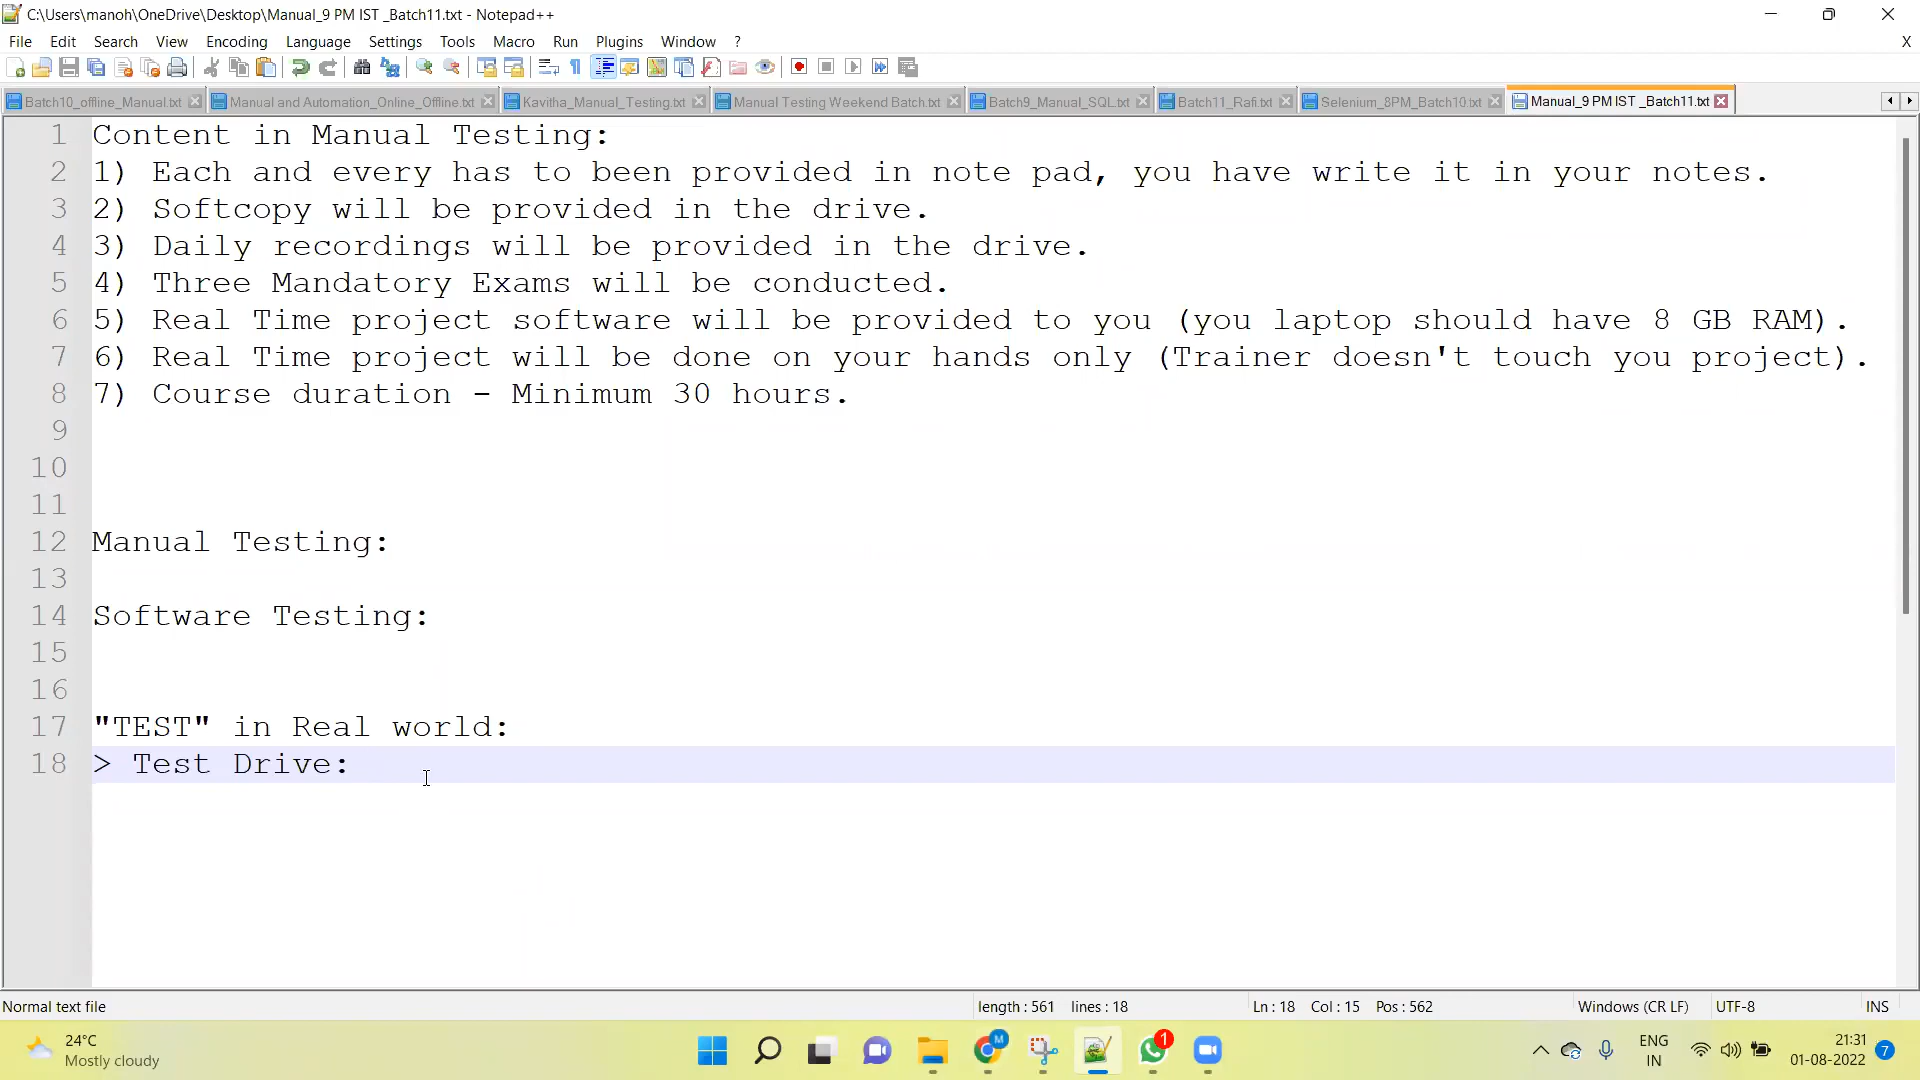 C:\Users\manoh\OneDrive\Desktop\Manual_9 PM IST _Batch11.txt - Notepad++
File Edit Search View Encoding Language Settings Tools Macro Run Plugins Window ? X
Batch10_offline_Manual.txt Manual and Automation_Online_Offline.txt Kavitha_Manual_Testing.txt Manual Testing Weekend Batch.txt Batch9_Manual_SQL.txt Batch11_Rafi.txt Selenium_8PM_Batch10.txt Manual_9 PM IST _Batch11.txt
1 Content in Manual Testing:
2 1) Each and every has to been provided in note pad, you have write it in your notes.
3 2) Softcopy will be provided in the drive.
4 3) Daily recordings will be provided in the drive.
5 4) Three Mandatory Exams will be conducted.
6 5) Real Time project software will be provided to you (you laptop should have 8 GB RAM).
7 6) Real Time project will be done on your hands only (Trainer doesn't touch you project).
8 7) Course duration - Minimum 30 hours.
9
10
11
12 Manual Testing:
13
14 Software Testing:
15
16
17 "TEST" in Real world:
18 > Test Drive:
Normal text file length : 561 lines : 18 Ln : 18 Col : 15 Pos : 562 Windows (CR LF) UTF-8 INS
24°C
Mostly cloudy
M
1
ENG
IN
21:31
01-08-2022
7